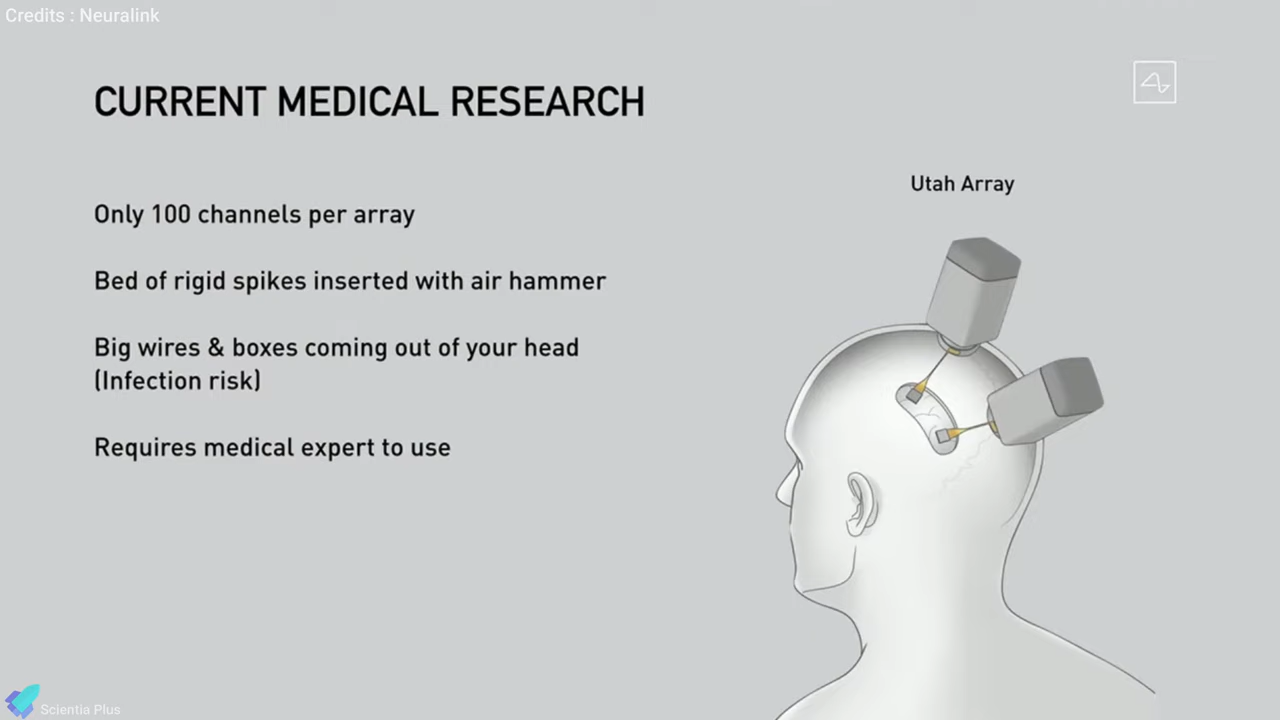 Credits : Neuralink
CURRENT MEDICAL RESEARCH
Utah Array
Only 100 channels per array
Bed of rigid spikes inserted with air hammer
Big wires & boxes coming out of your head
(Infection risk)
Requires medical expert to use
Scientia Plus